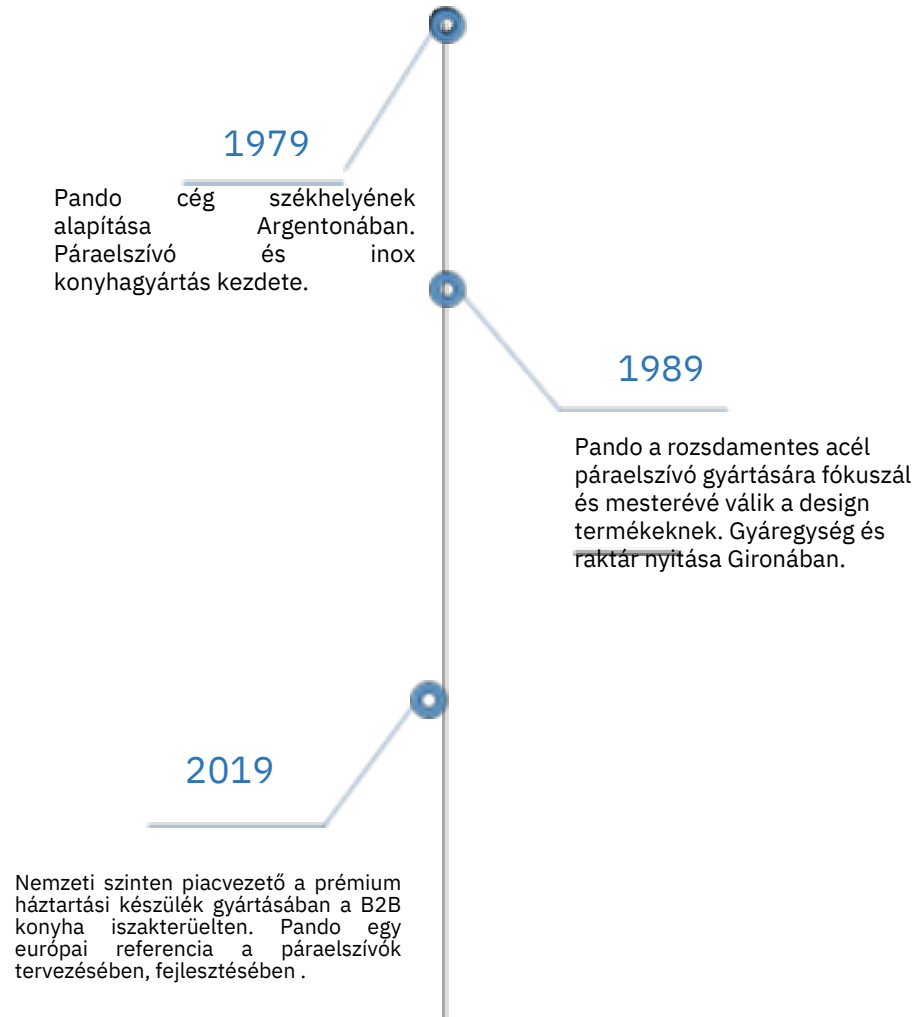 1979
Pando cég székhelyének
alapítása Argentonában.
Páraelszívó és inox
konyhagyártás kezdete.
1989
Pando a rozsdamentes acél
páraelszívó gyártására fókuszál
és mesterévé válik a design
termékeknek. Gyáregység és
raktár nyitása Gironában.
2019
Nemzeti szinten piacvezető a prémium
háztartási készülék gyártásában a B2B
konyha iszakterüelten. Pando egy
európai referencia a páraelszívók
tervezésében, fejlesztésében .